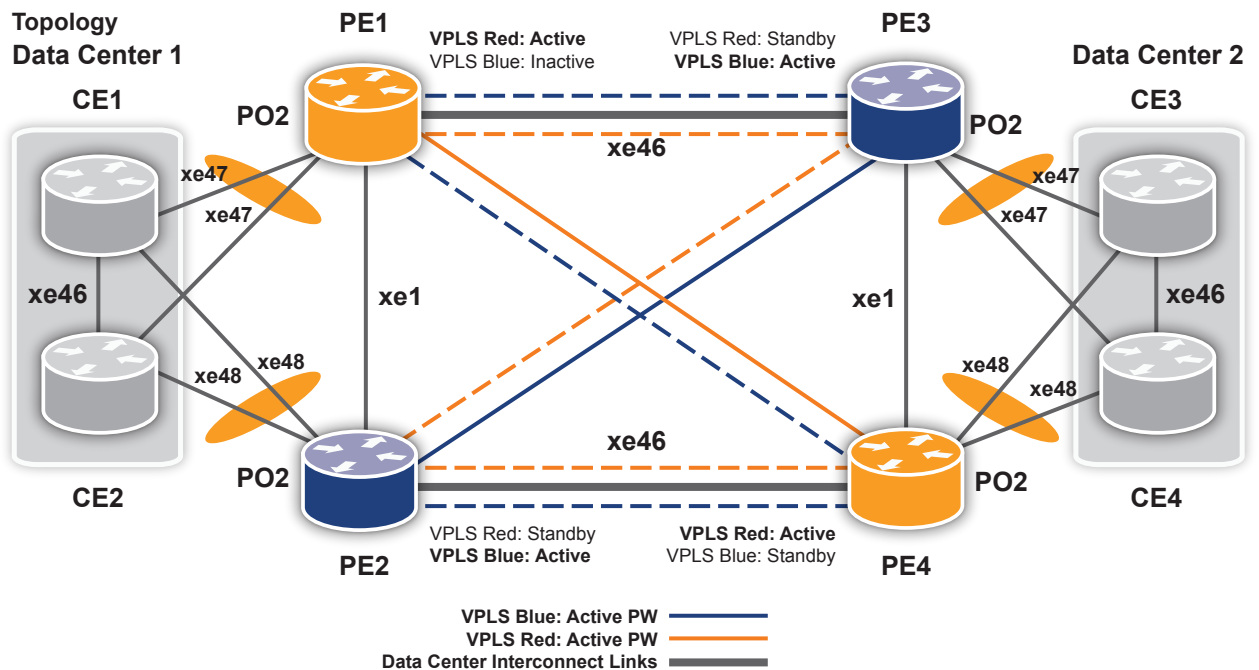 Topology
Data Center 1
PE1
VPLS Red: Active
VPLS Blue: Inactive
VPLS Red: Standby
VPLS Blue: Active
PE3
Data Center 2
CE1
PO2
PO2
CE3
xe46
xe47
xe47
xe47
xe47
xe46
xe1
xe1
xe46
xe48
xe48
xe48
xe48
xe46
PO2
PO2
CE2
CE4
VPLS Red: Standby
VPLS Blue: Active
VPLS Red: Active
VPLS Blue: Standby
PE2
PE4
VPLS Blue: Active PW
VPLS Red: Active PW
Data Center Interconnect Links